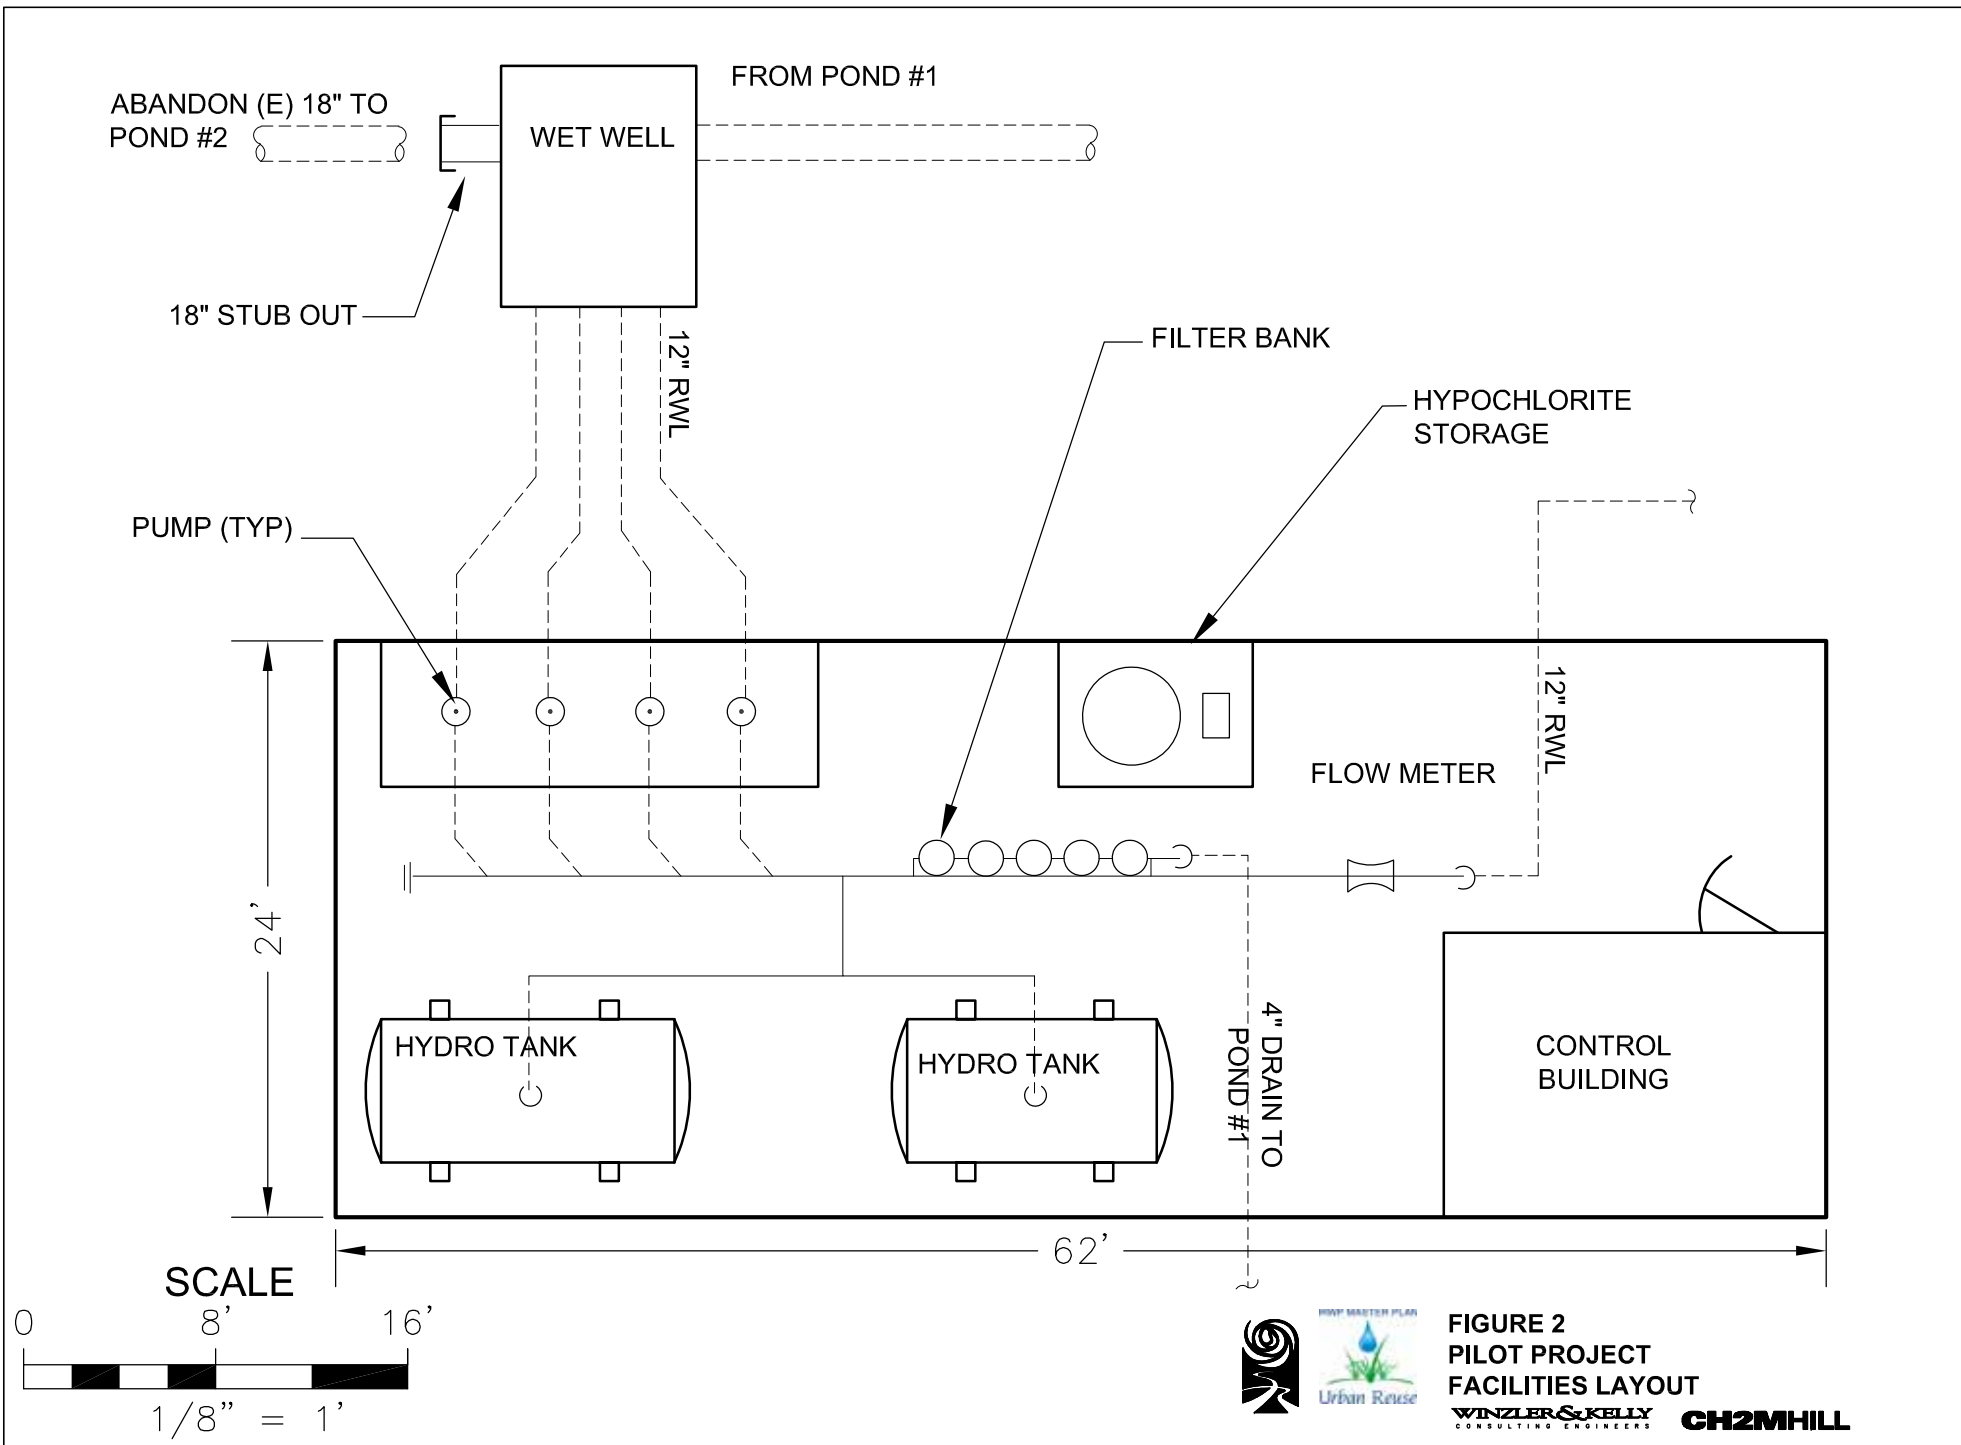 FROM POND #1
ABANDON (E) 18" TO
POND #2
WET WELL
18" STUB OUT
12" RWL
FILTER BANK
HYPOCHLORITE
STORAGE
PUMP (TYP)
12" RWL
FLOW METER
24'
HYDRO TANK
HYDRO TANK
4" DRAIN TO
POND #1
CONTROL
BUILDING
62'
SCALE
0 8' 16'
1/8" = 1'
RWP MASTER PLAN
Urban Reuse
FIGURE 2
PILOT PROJECT
FACILITIES LAYOUT
WINZLER & KELLY
CONSULTING ENGINEERS
CH2MHILL